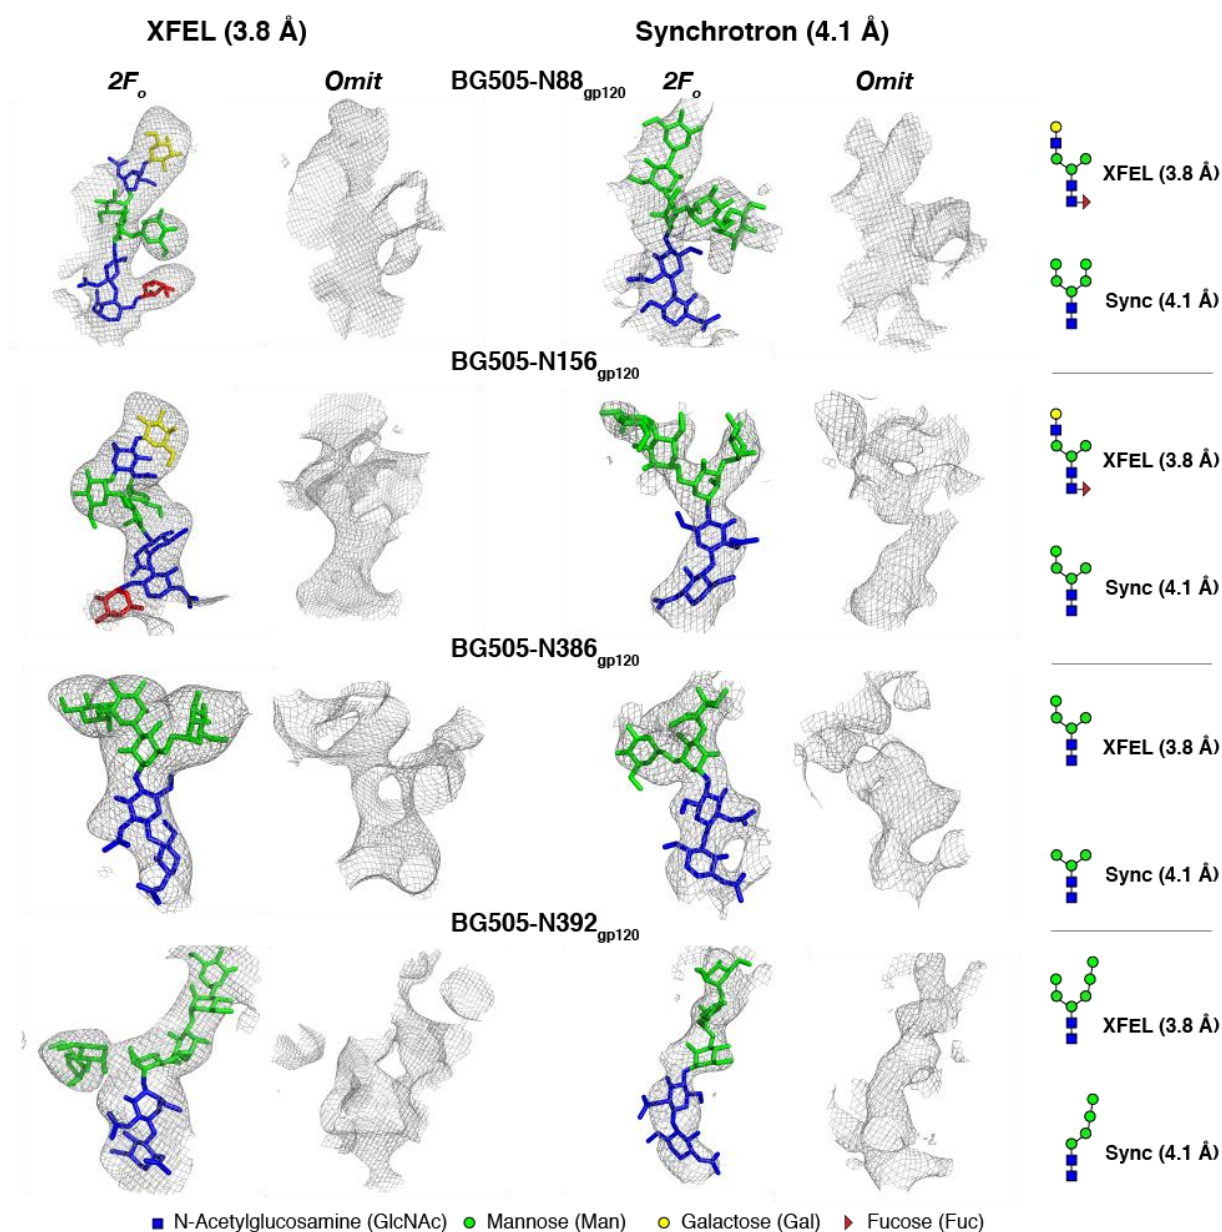 XFEL (3.8 Å) Synchrotron (4.1 Å)
2Fo Omit BG505-N88gp120 2Fo Omit
XFEL (3.8 Å)
Sync (4.1 Å)
BG505-N156gp120
XFEL (3.8 Å)
Sync (4.1 Å)
BG505-N386gp120
XFEL (3.8 Å)
Sync (4.1 Å)
BG505-N392gp120
XFEL (3.8 Å)
Sync (4.1 Å)
N-Acetylglucosamine (GlcNAc) Mannose (Man) Galactose (Gal) Fucose (Fuc)